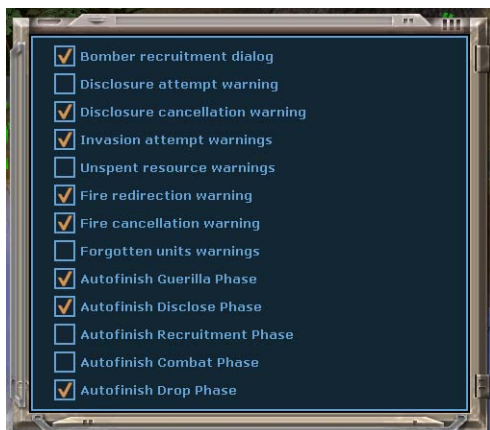 Bomber recruitment dialog
Disclosure attempt warning
Disclosure cancellation warning
Invasion attempt warnings
Unspent resource warnings
Fire redirection warning
Fire cancellation warning
Forgotten units warnings
Autofinish Guerilla Phase
Autofinish Disclose Phase
Autofinish Recruitment Phase
Autofinish Combat Phase
Autofinish Drop Phase